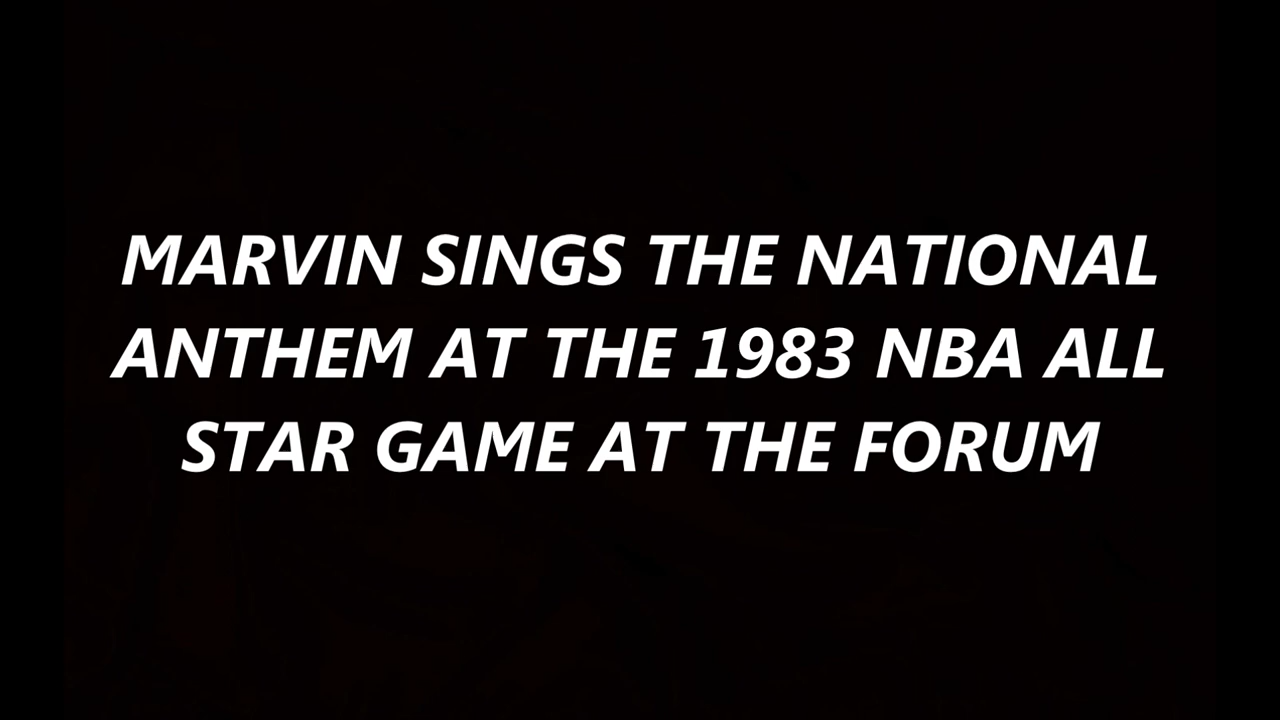 MARVIN SINGS THE NATIONAL
ANTHEM AT THE 1983 NBA ALL
STAR GAME AT THE FORUM